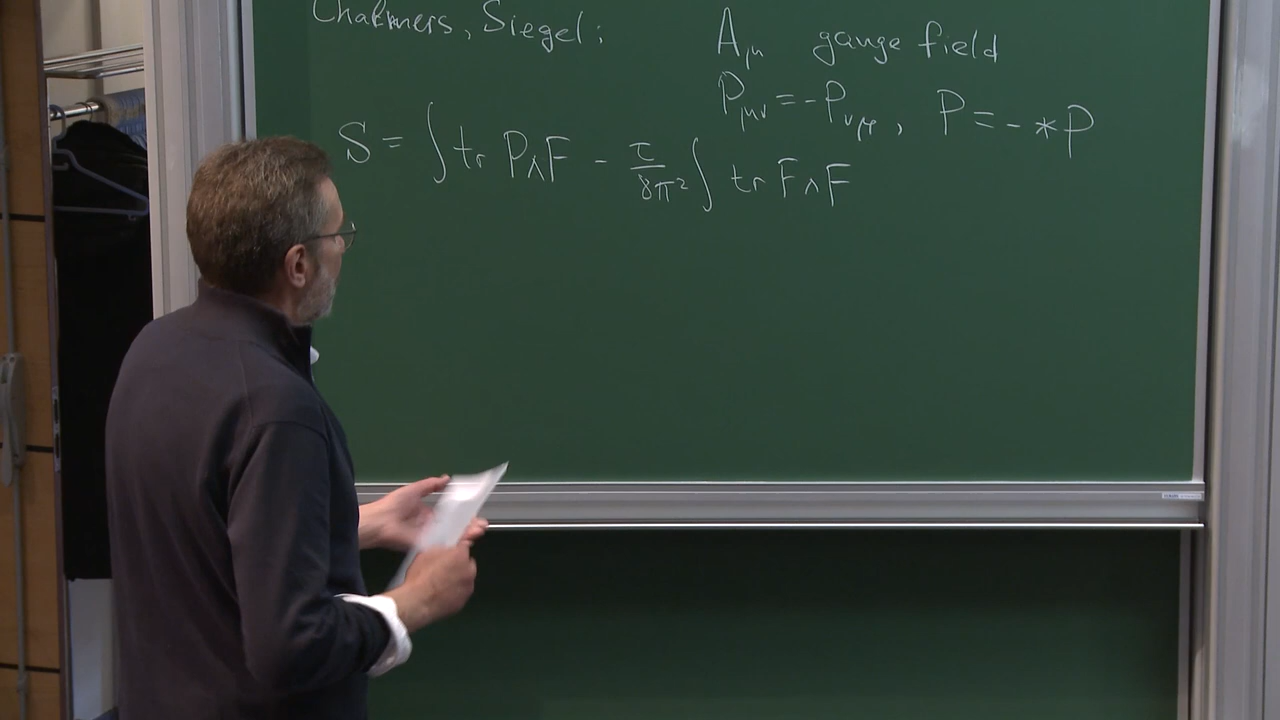 Chalmers, Siegel:
A_μ gauge field
P_μν = - P_νμ, P = - *P
S = ∫ tr P∧F - τ/8π² ∫ tr F∧F